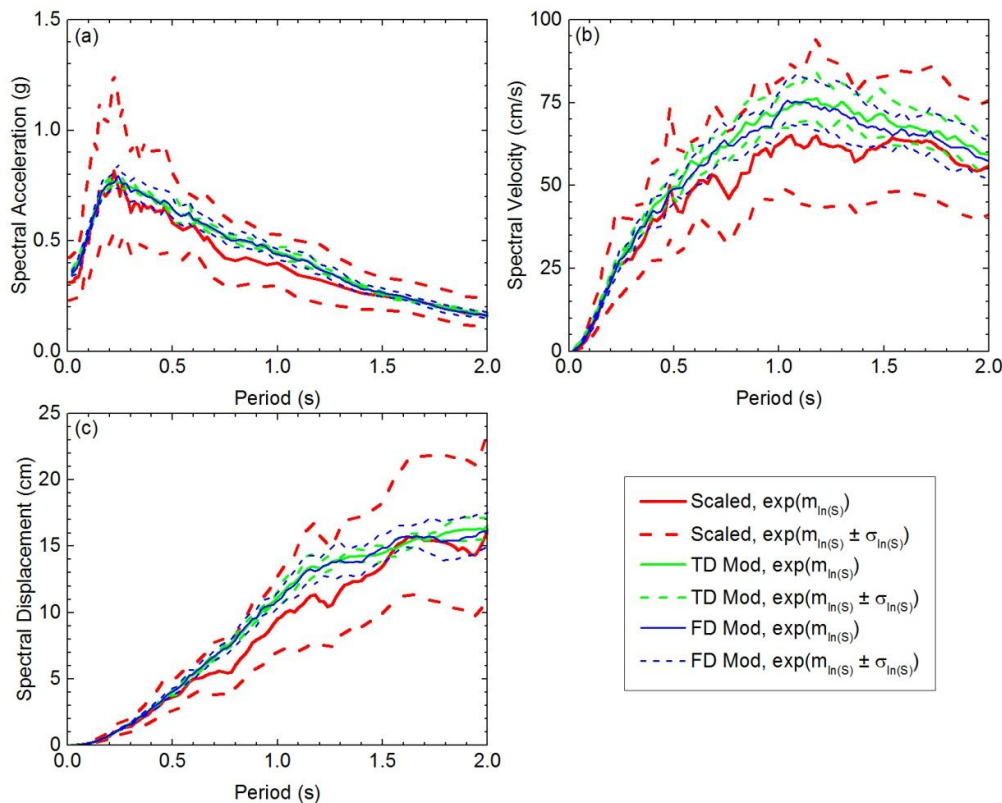 1.5
(a)
1.0
0.5
0.0
Spectral Acceleration (g)
0.0 0.5 1.0 1.5 2.0
Period (s)
100
(b)
75
50
25
0
Spectral Velocity (cm/s)
0.0 0.5 1.0 1.5 2.0
Period (s)
25
(c)
20
15
10
5
0
Spectral Displacement (cm)
0.0 0.5 1.0 1.5 2.0
Period (s)
Scaled, exp(m_ln(S))
Scaled, exp(m_ln(S) ± σ_ln(S))
TD Mod, exp(m_ln(S))
TD Mod, exp(m_ln(S) ± σ_ln(S))
FD Mod, exp(m_ln(S))
FD Mod, exp(m_ln(S) ± σ_ln(S))